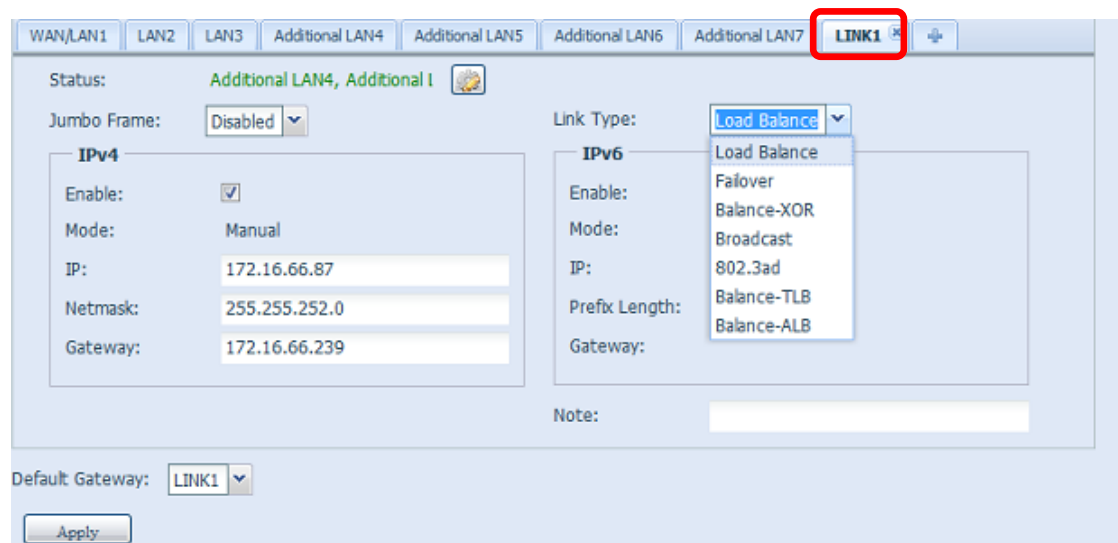 WAN/LAN1 LAN2 LAN3 Additional LAN4 Additional LAN5 Additional LAN6 Additional LAN7 LINK1
Status: Additional LAN4, Additional L
Jumbo Frame: Disabled Link Type: Load Balance
IPv4 IPv6 Load Balance
Enable: Enable: Failover
Balance-XOR
Mode: Manual Mode: Broadcast
IP: 172.16.66.87 IP: 802.3ad
Netmask: 255.255.252.0 Prefix Length: Balance-TLB
Balance-ALB
Gateway: 172.16.66.239 Gateway:
Note:
Default Gateway: LINK1
Apply